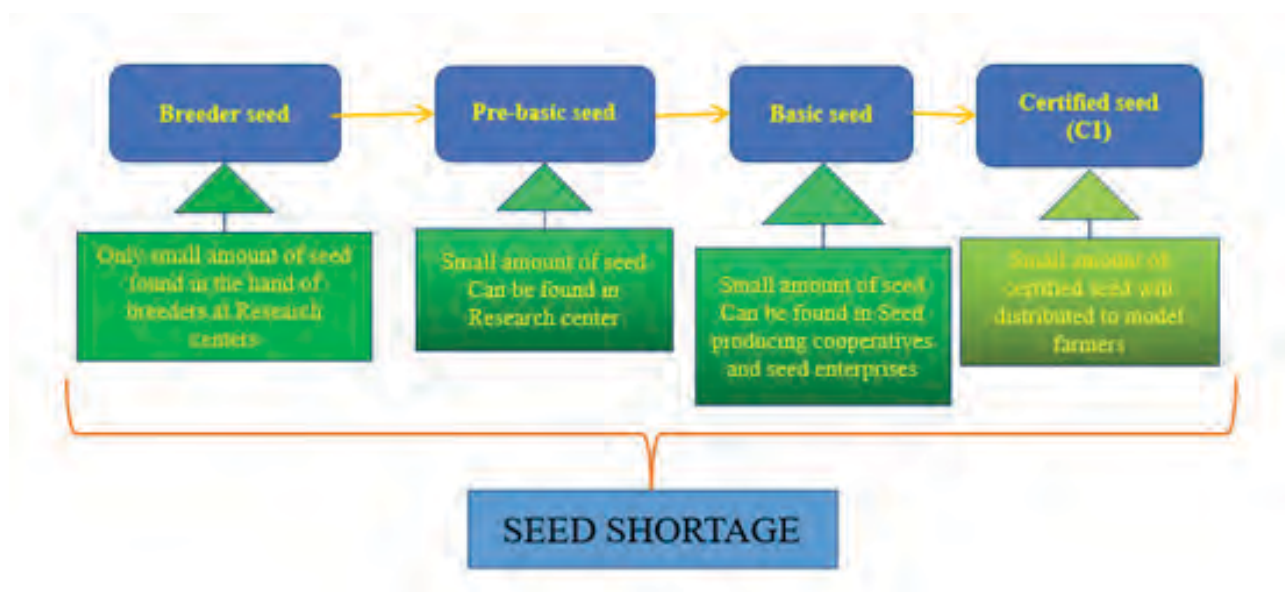 Breeder seed
Pre-basic seed
Basic seed
Certified seed
(C1)
Only small amount of seed
found in the hand of
breeders at Research
centers
Small amount of seed
Can be found in
Research center
Small amount of seed
Can be found in Seed
producing cooperatives
and seed enterprises
Small amount of
certified seed will
distributed to model
farmers
SEED SHORTAGE